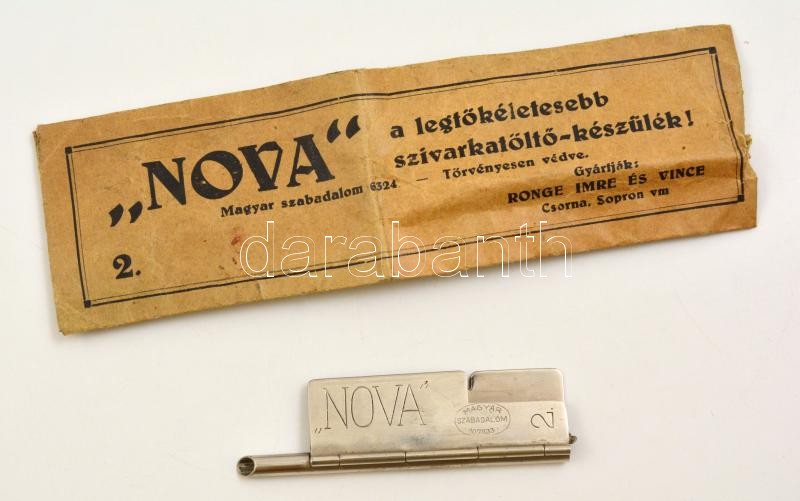 „NOVA“
a legtőkéletesebb
szivarkatöltő-készülék!
Magyar szabadalom 6324. — Törvényesen védve.
Gyártják:
RONGE IMRE ÉS VINCE
Csorna, Sopron vm
2.
darabanth
„NOVA”
MAGYAR
SZABADALOM
2.